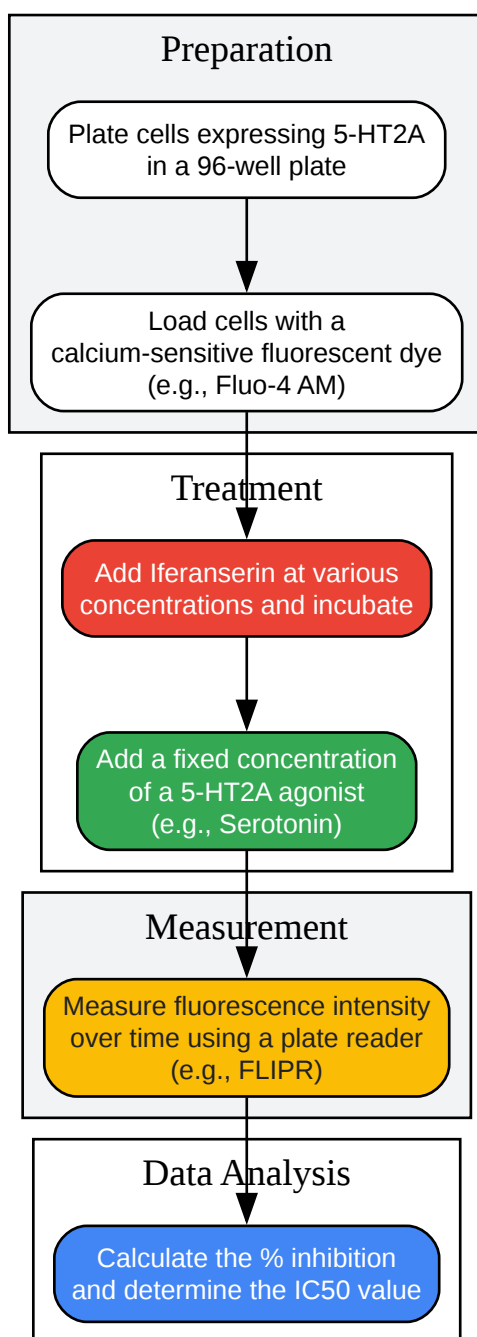 Preparation
Plate cells expressing 5-HT2A
in a 96-well plate
Load cells with a
calcium-sensitive fluorescent dye
(e.g., Fluo-4 AM)
Treatment
Add Iferanserin at various
concentrations and incubate
Add a fixed concentration
of a 5-HT2A agonist
(e.g., Serotonin)
Measurement
Measure fluorescence intensity
over time using a plate reader
(e.g., FLIPR)
Data Analysis
Calculate the % inhibition
and determine the IC50 value